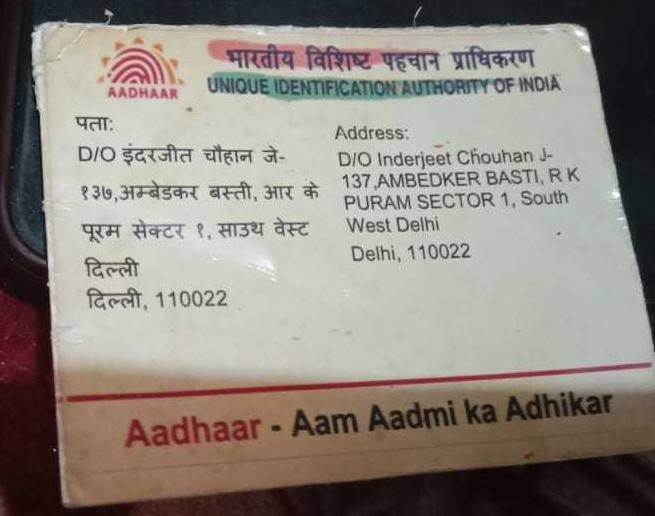 भारतीय विशिष्ट पहचान प्राधिकरण
AADHAAR
UNIQUE IDENTIFICATION AUTHORITY OF INDIA
पता:
D/O इंदरजीत चौहान जे-
१३७,अम्बेडकर बस्ती, आर के
पूरम सेक्टर १, साउथ वेस्ट
दिल्ली
दिल्ली, 110022
Address:
D/O Inderjeet Chouhan J-
137,AMBEDKER BASTI, R K
PURAM SECTOR 1, South
West Delhi
Delhi, 110022
Aadhaar - Aam Aadmi ka Adhikar